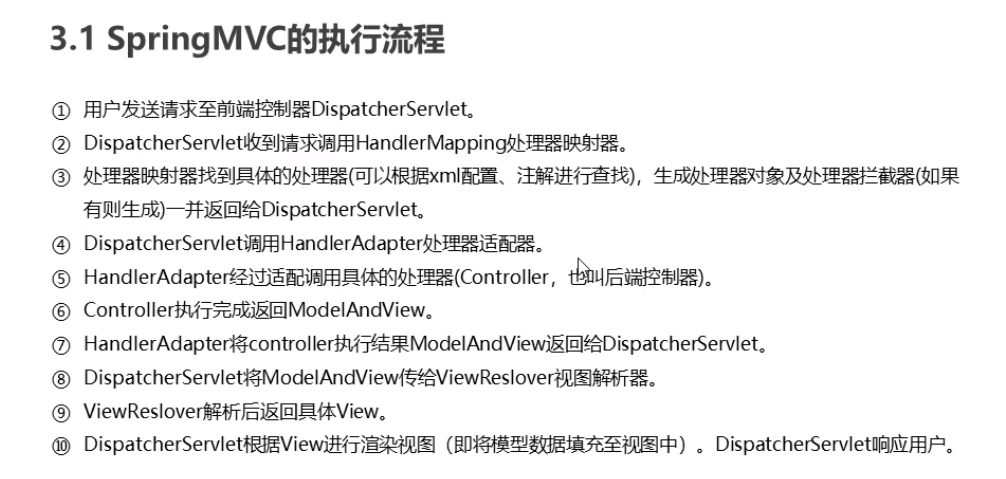 3.1 SpringMVC的执行流程
① 用户发送请求至前端控制器DispatcherServlet。
② DispatcherServlet收到请求调用HandlerMapping处理器映射器。
③ 处理器映射器找到具体的处理器(可以根据xml配置、注解进行查找)，生成处理器对象及处理器拦截器(如果
有则生成)一并返回给DispatcherServlet。
④ DispatcherServlet调用HandlerAdapter处理器适配器。
⑤ HandlerAdapter经过适配调用具体的处理器(Controller，也叫后端控制器)。
⑥ Controller执行完成返回ModelAndView。
⑦ HandlerAdapter将controller执行结果ModelAndView返回给DispatcherServlet。
⑧ DispatcherServlet将ModelAndView传给ViewReslover视图解析器。
⑨ ViewReslover解析后返回具体View。
⑩ DispatcherServlet根据View进行渲染视图（即将模型数据填充至视图中）。DispatcherServlet响应用户。